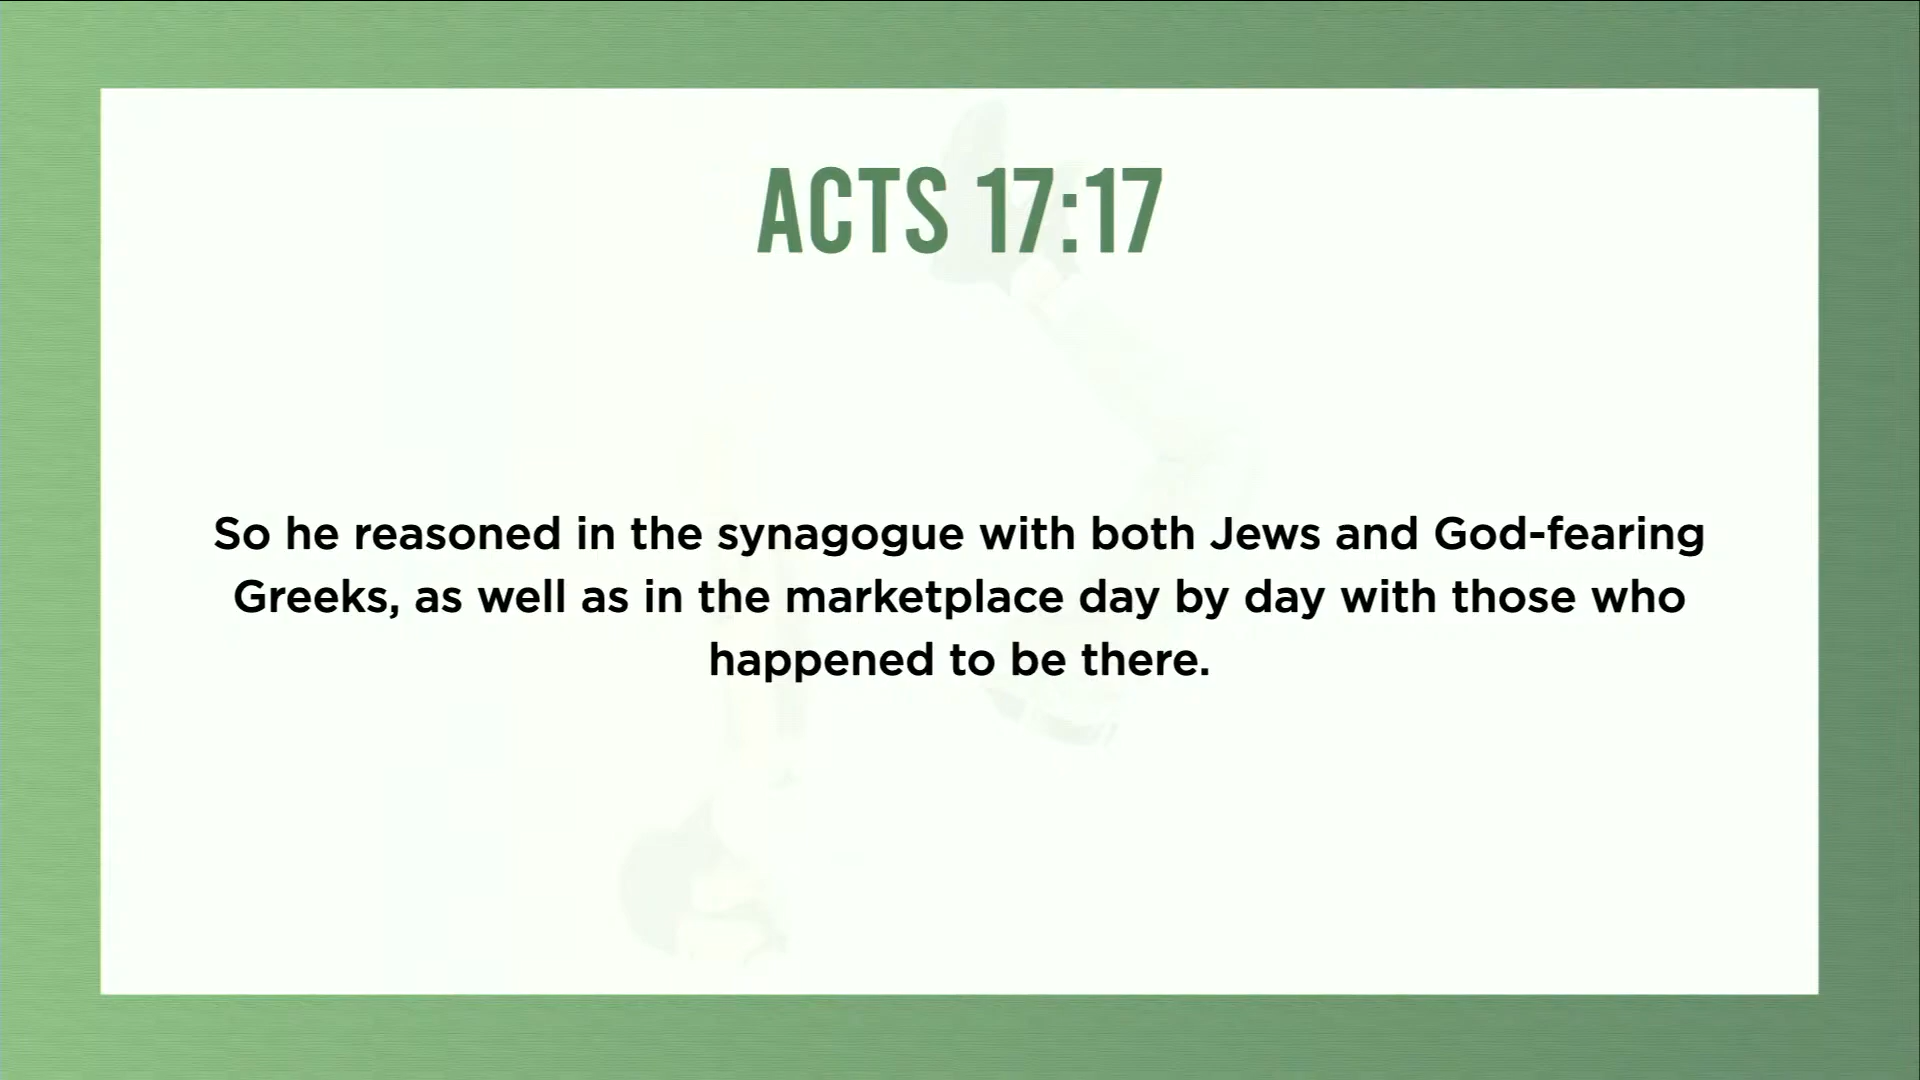 ACTS 17:17
So he reasoned in the synagogue with both Jews and God-fearing
Greeks, as well as in the marketplace day by day with those who
happened to be there.